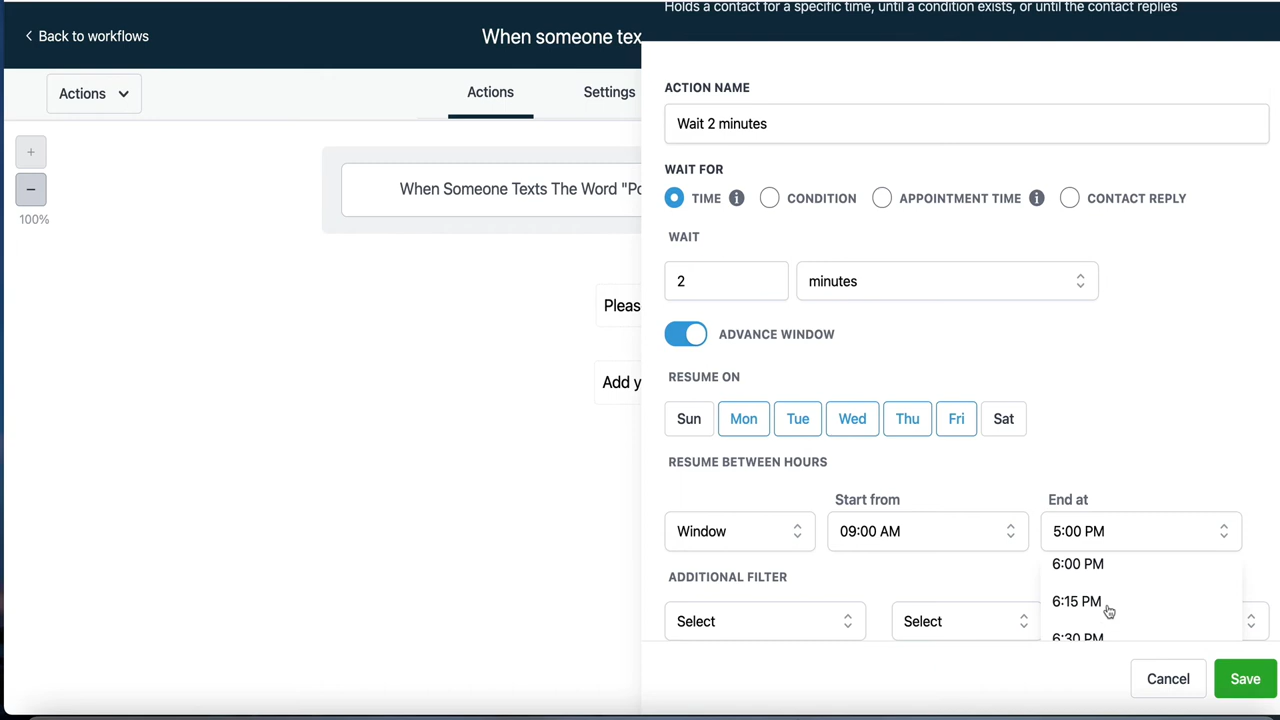 Holds a contact for a specific time, until a condition exists, or until the contact replies
Back to workflows
When someone tex
Actions
Actions
Settings
+
−
100%
When Someone Texts The Word "Po
Pleas
Add y
ACTION NAME
Wait 2 minutes
WAIT FOR
TIME CONDITION APPOINTMENT TIME CONTACT REPLY
WAIT
2 minutes
ADVANCE WINDOW
RESUME ON
Sun Mon Tue Wed Thu Fri Sat
RESUME BETWEEN HOURS
Start from End at
Window 09:00 AM 5:00 PM
6:00 PM
6:15 PM
6:30 PM
ADDITIONAL FILTER
Select Select
Cancel Save